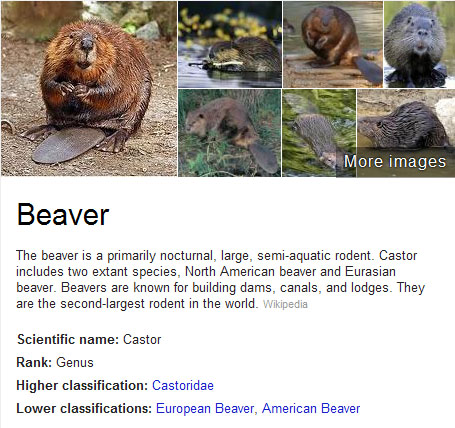 More images
Beaver
The beaver is a primarily nocturnal, large, semi-aquatic rodent. Castor
includes two extant species, North American beaver and Eurasian
beaver. Beavers are known for building dams, canals, and lodges. They
are the second-largest rodent in the world. Wikipedia
Scientific name: Castor
Rank: Genus
Higher classification: Castoridae
Lower classifications: European Beaver, American Beaver